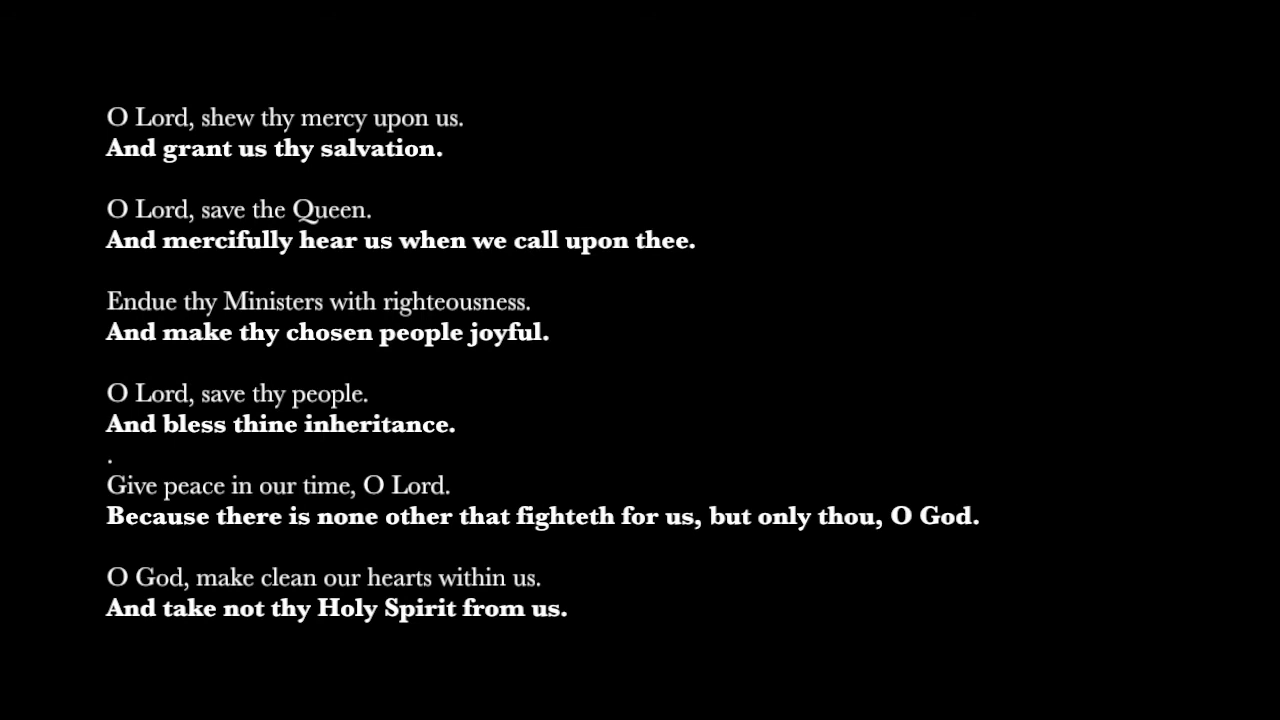 O Lord, shew thy mercy upon us.
And grant us thy salvation.
O Lord, save the Queen.
And mercifully hear us when we call upon thee.
Endue thy Ministers with righteousness.
And make thy chosen people joyful.
O Lord, save thy people.
And bless thine inheritance.
.
Give peace in our time, O Lord.
Because there is none other that fighteth for us, but only thou, O God.
O God, make clean our hearts within us.
And take not thy Holy Spirit from us.